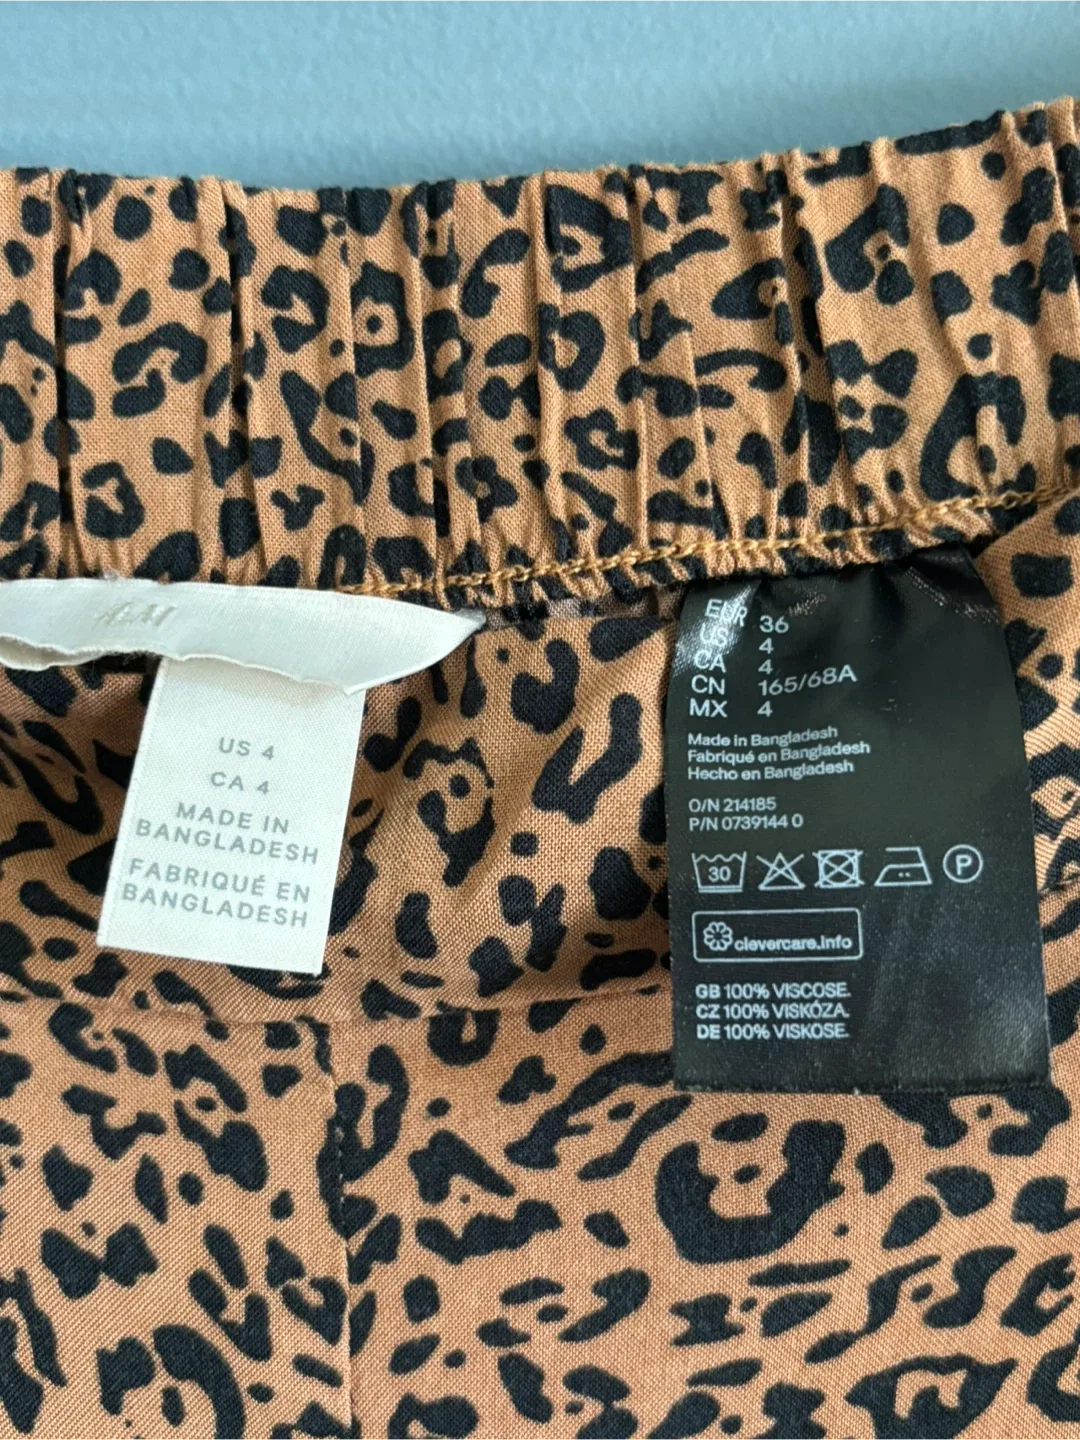 H&M
US 4
CA 4
MADE IN
BANGLADESH
FABRIQUÉ EN
BANGLADESH
EUR 36
US 4
CA 4
CN 165/68A
MX 4
Made in Bangladesh
Fabriqué en Bangladesh
Hecho en Bangladesh
O/N 214185
P/N 0739144 0
30
P
clevercare.info
GB 100% VISCOSE.
CZ 100% VISKÓZA.
DE 100% VISKOSE.